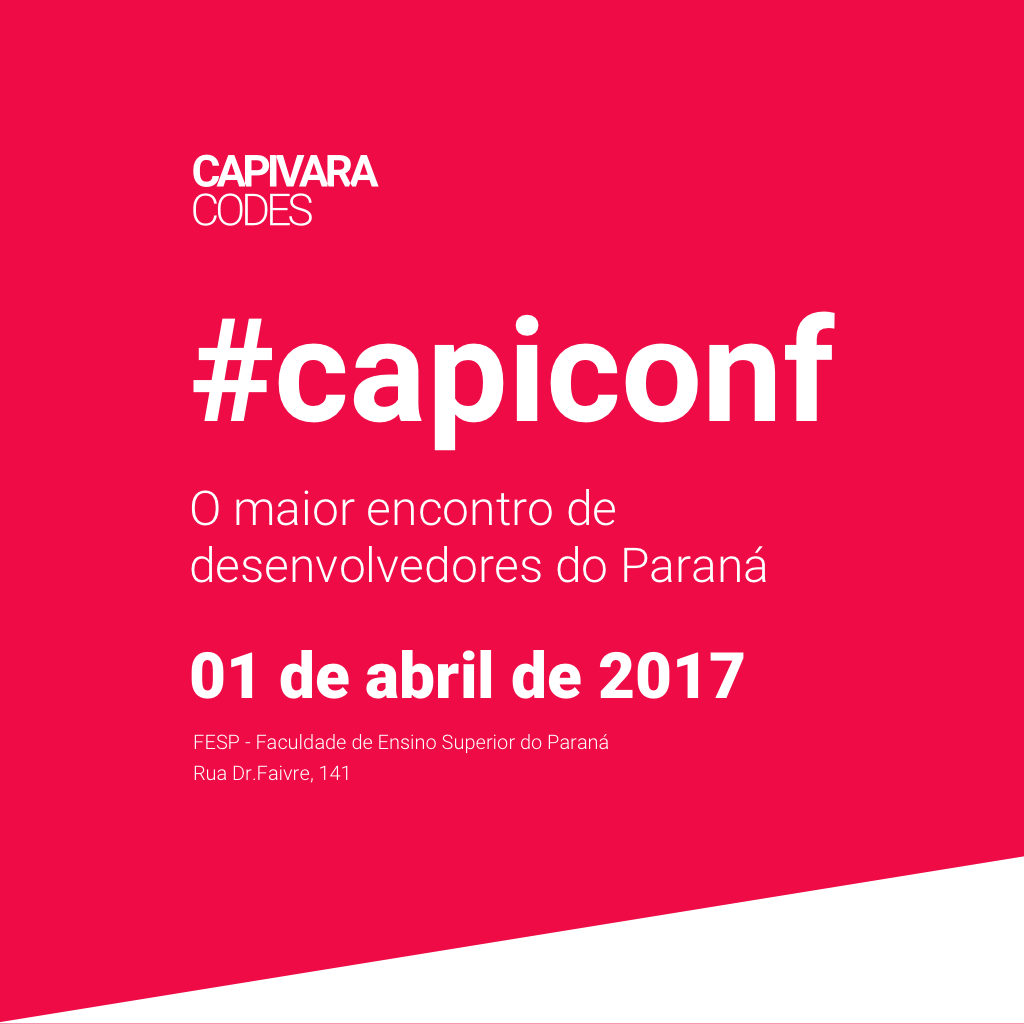 CAPIVARA
CODES
#capiconf
O maior encontro de
desenvolvedores do Paraná
01 de abril de 2017
FESP - Faculdade de Ensino Superior do Paraná
Rua Dr.Faivre, 141